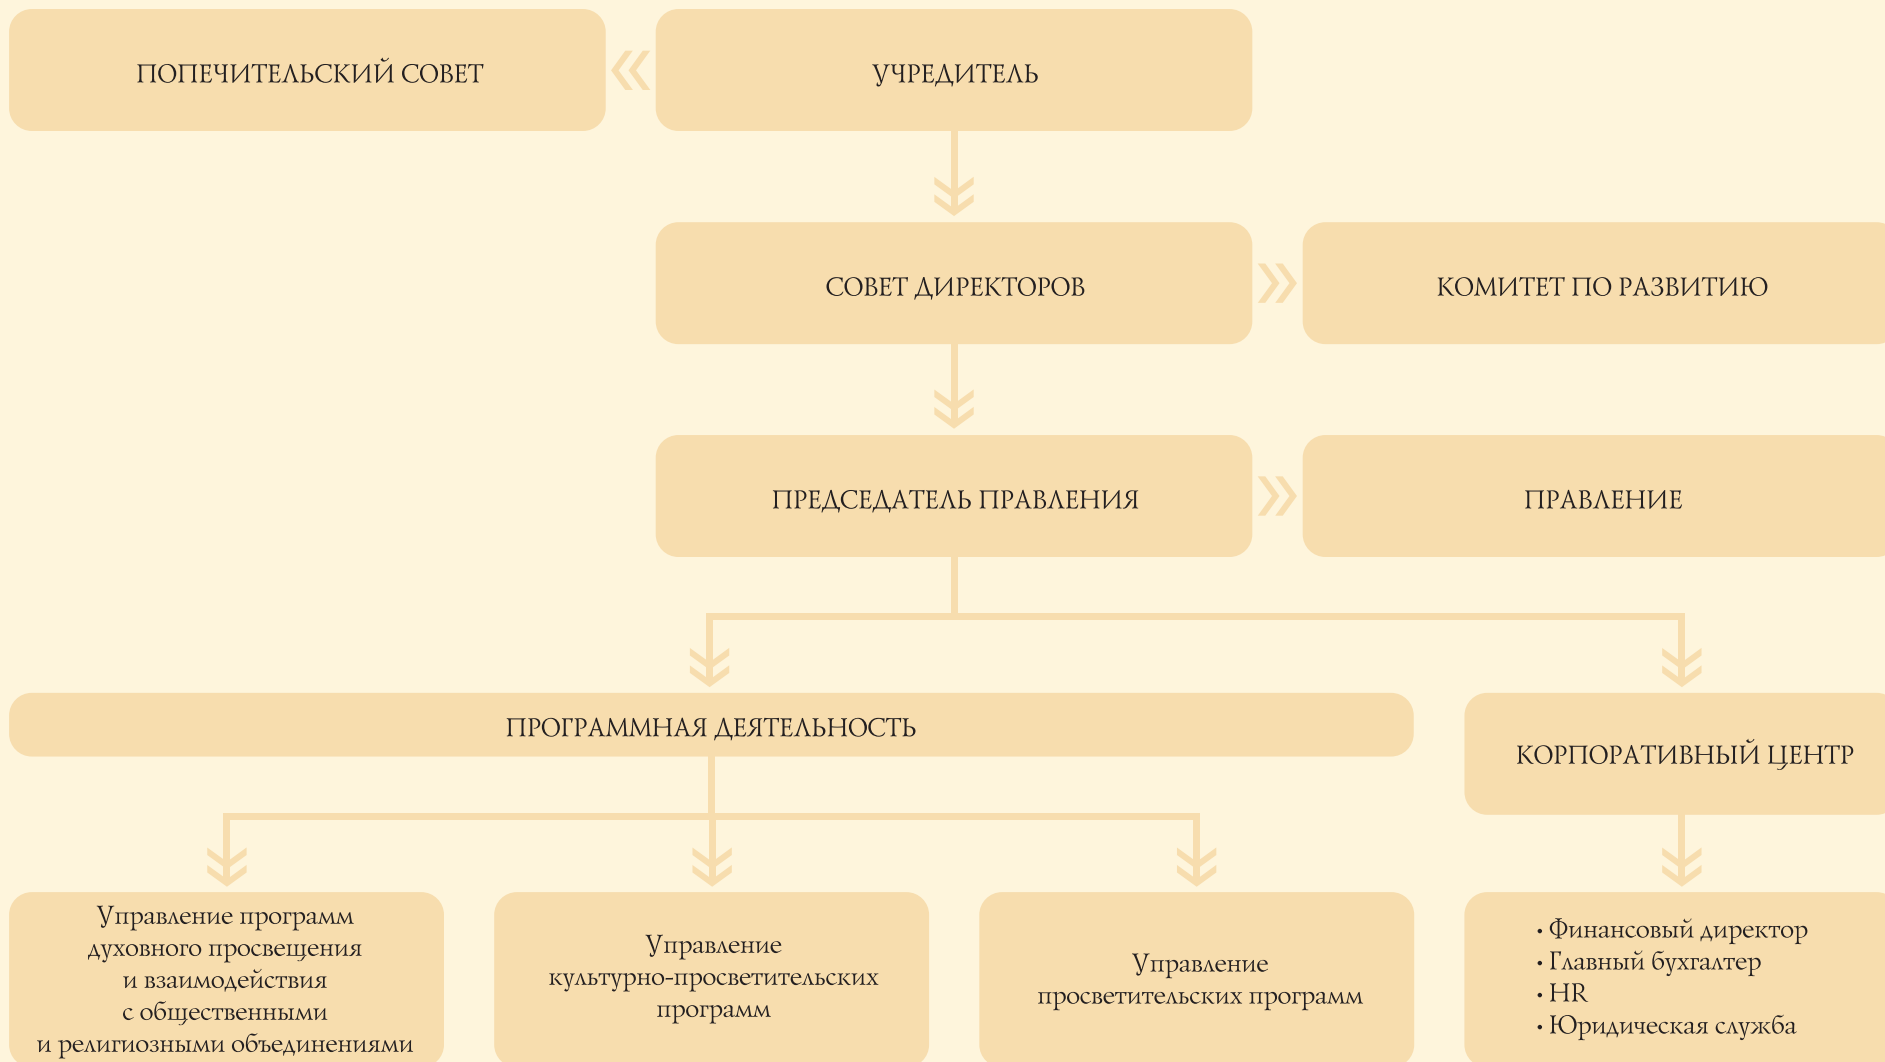 ПОПЕЧИТЕЛЬСКИЙ СОВЕТ
УЧРЕДИТЕЛЬ
СОВЕТ ДИРЕКТОРОВ
КОМИТЕТ ПО РАЗВИТИЮ
ПРЕДСЕДАТЕЛЬ ПРАВЛЕНИЯ
ПРАВЛЕНИЕ
ПРОГРАММНАЯ ДЕЯТЕЛЬНОСТЬ
КОРПОРАТИВНЫЙ ЦЕНТР
Управление программ
духовного просвещения
и взаимодействия
с общественными
и религиозными объединениями
Управление
культурно-просветительских
программ
Управление
просветительских программ
• Финансовый директор
• Главный бухгалтер
• HR
• Юридическая служба